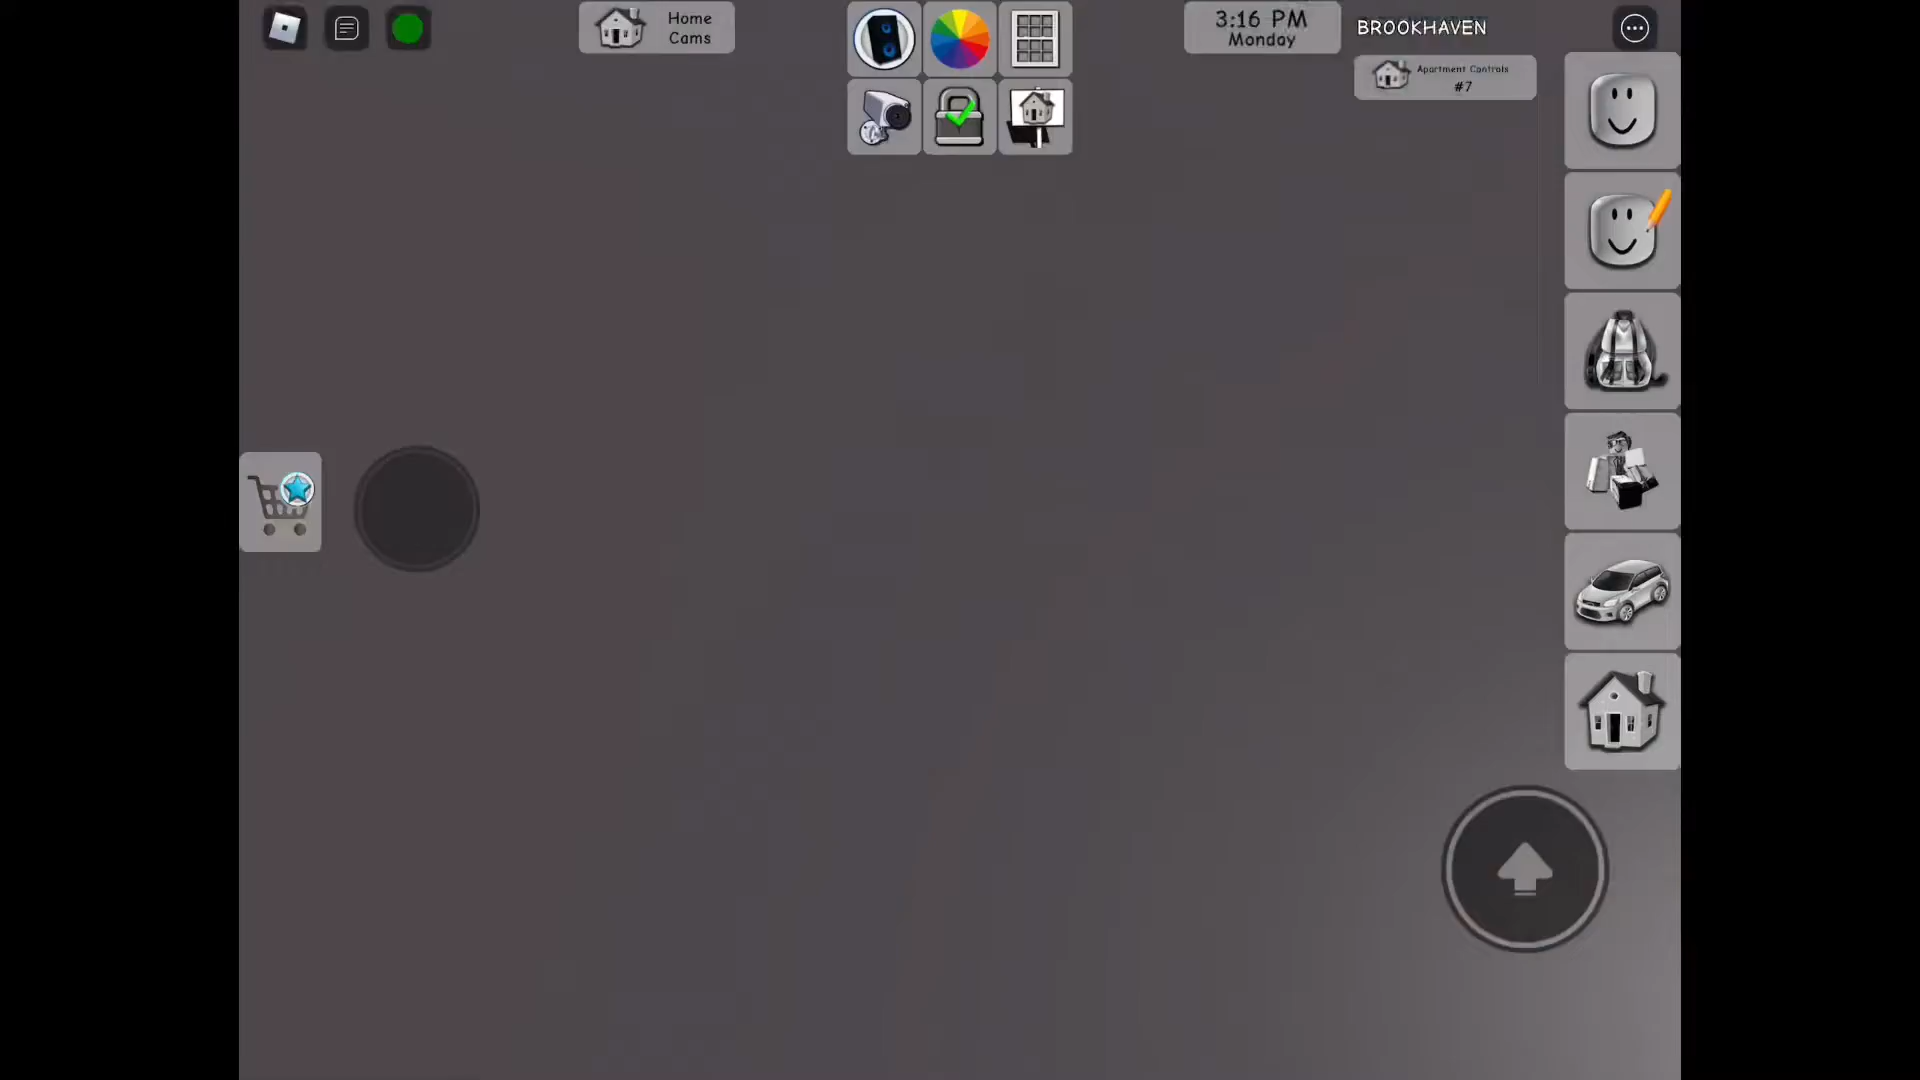 Home
Cams
3:16 PM
Monday
BROOKHAVEN
Apartment Controls
#7